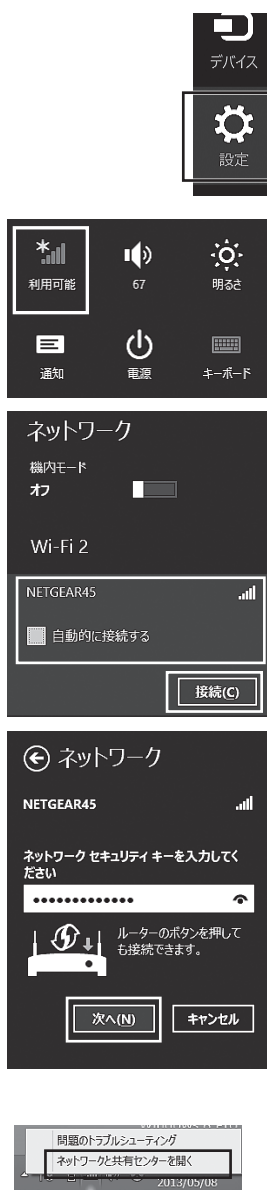 デバイス
設定
利用可能
67
明るさ
通知
電源
キーボード
ネットワーク
機内モード
オフ
Wi-Fi 2
NETGEAR45
自動的に接続する
接続(C)
ネットワーク
NETGEAR45
ネットワーク セキュリティ キーを入力してく
ださい
•••••••••••••
ルーターのボタンを押して
も接続できます。
次へ(N)
キャンセル
問題のトラブルシューティング
ネットワークと共有センターを開く
2013/05/08